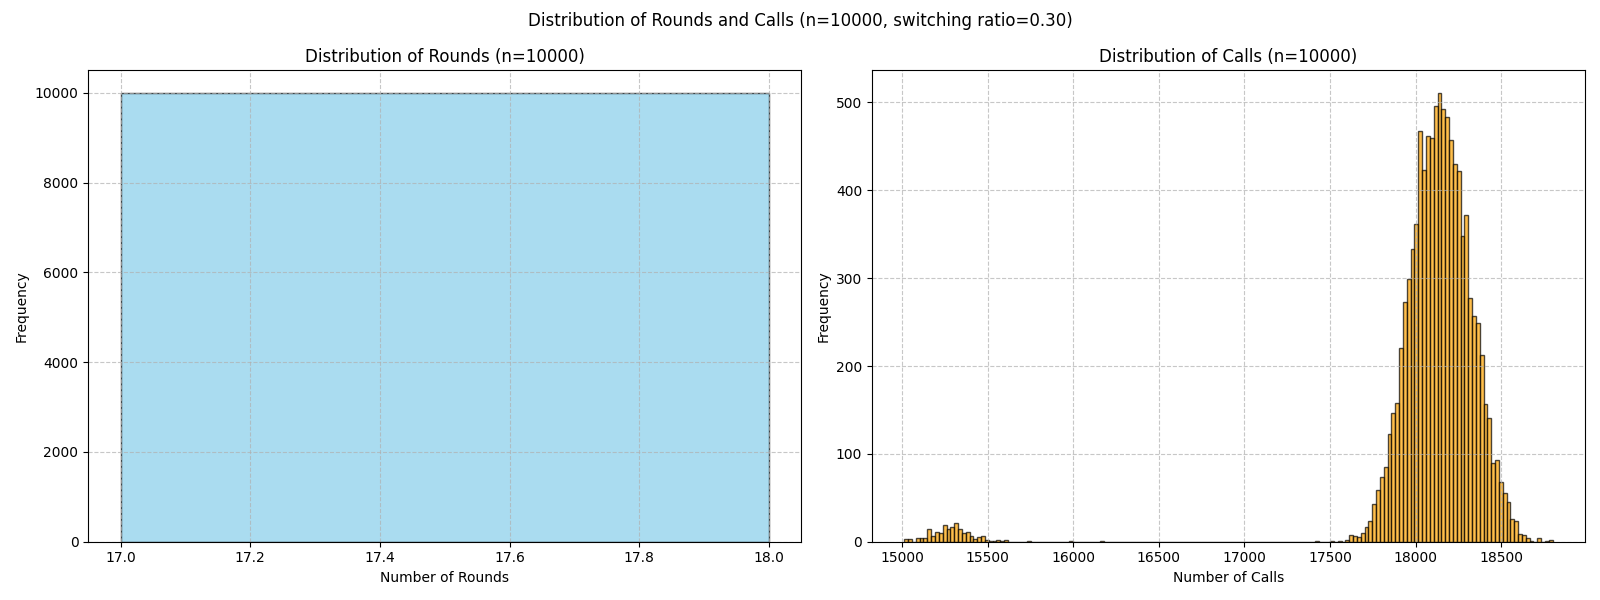 Distribution of Rounds and Calls (n=10000, switching ratio=0.30)
Distribution of Rounds (n=10000)
10000
8000
6000
4000
2000
0
Frequency
17.0 17.2 17.4 17.6 17.8 18.0
Number of Rounds
Distribution of Calls (n=10000)
500
400
300
200
100
0
Frequency
15000 15500 16000 16500 17000 17500 18000 18500
Number of Calls